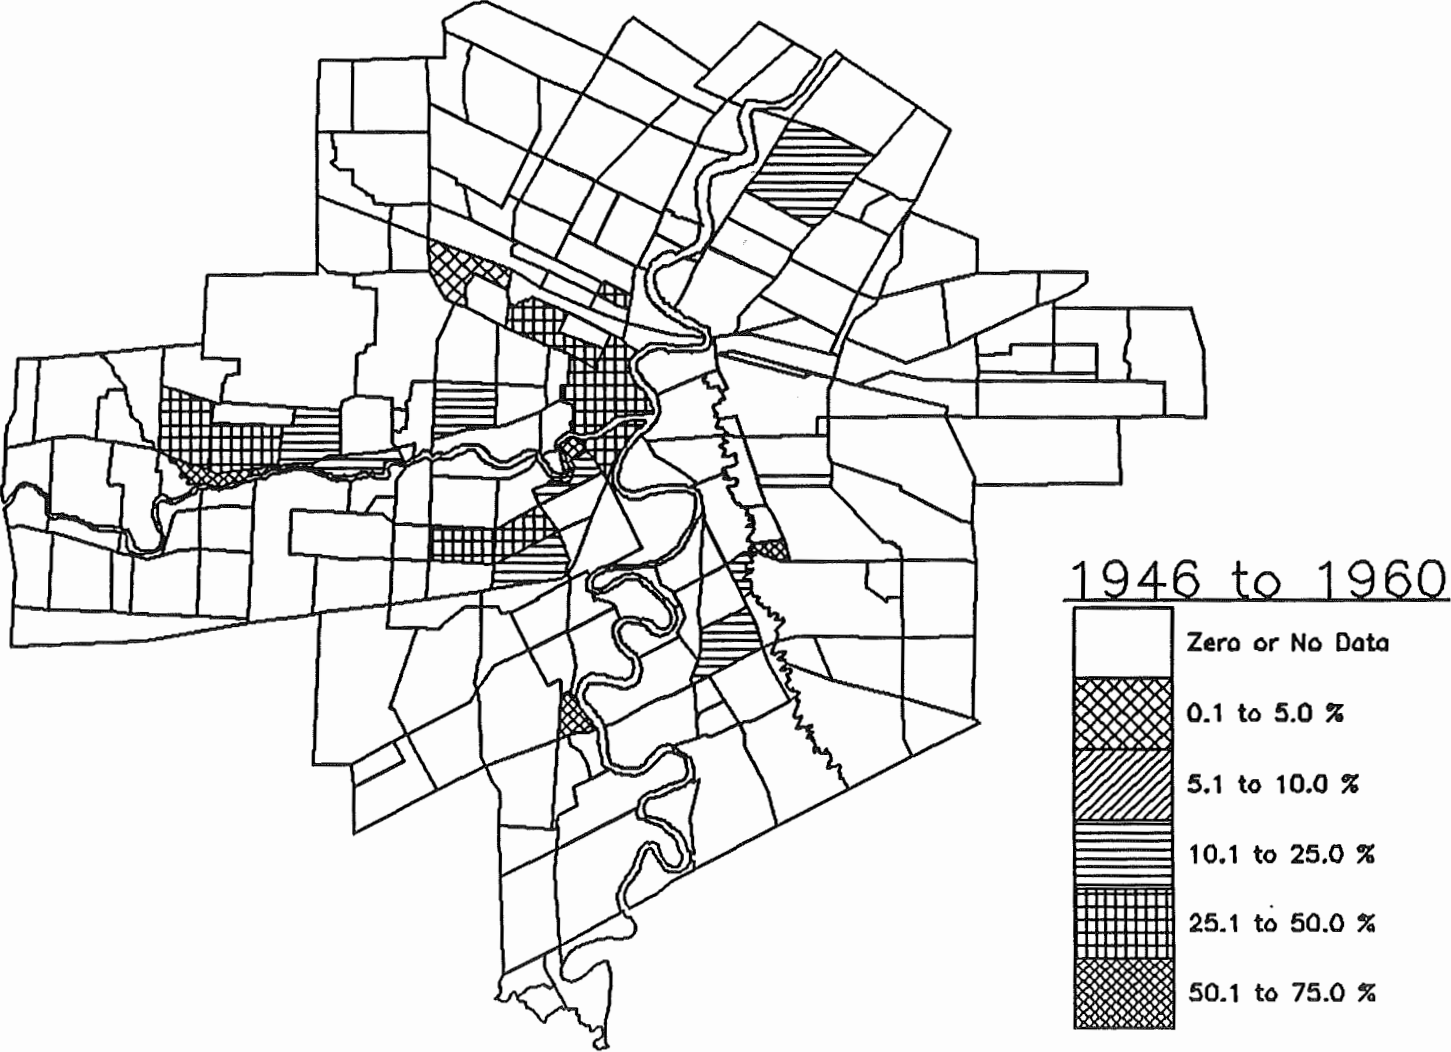 1946 to 1960
Zero or No Data
0.1 to 5.0 %
5.1 to 10.0 %
10.1 to 25.0 %
25.1 to 50.0 %
50.1 to 75.0 %